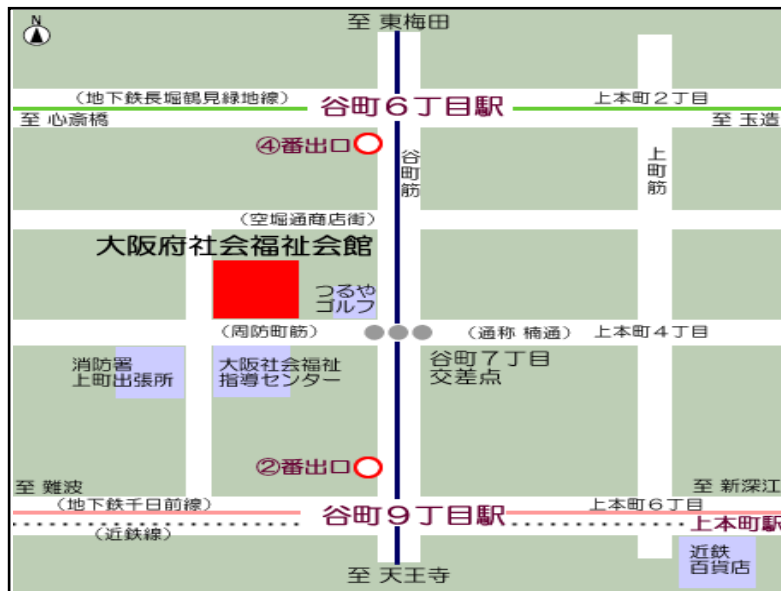 N
至 東梅田
(地下鉄長堀鶴見緑地線)
谷町6丁目駅
上本町2丁目
至 心斎橋
至 玉造
④番出口
谷町筋
上町筋
(空堀通商店街)
大阪府社会福祉会館
つるや
ゴルフ
(周防町筋)
(通称 楠通)
上本町4丁目
消防署
上町出張所
大阪社会福祉
指導センター
谷町7丁目
交差点
②番出口
至 難波
至 新深江
(地下鉄千日前線)
谷町9丁目駅
上本町6丁目
(近鉄線)
上本町駅
近鉄
百貨店
至 天王寺